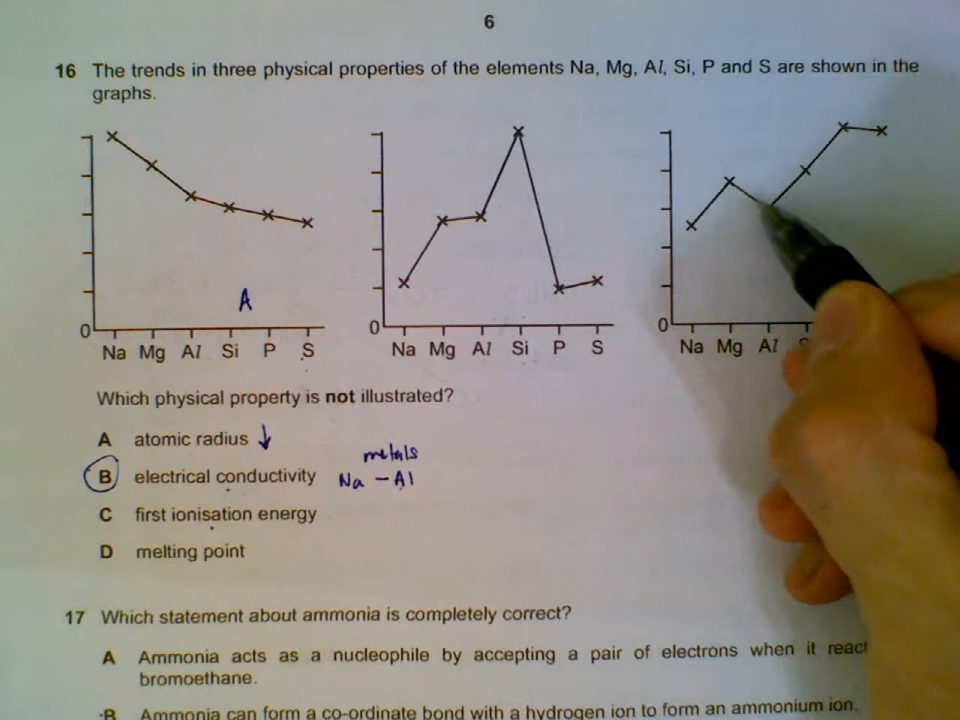 6
16 The trends in three physical properties of the elements Na, Mg, Al, Si, P and S are shown in the
graphs.
A
0 0 0
Na Mg Al Si P S Na Mg Al Si P S Na Mg Al
Which physical property is not illustrated?
A atomic radius ↓
metals
B electrical conductivity Na – Al
C first ionisation energy
D melting point
17 Which statement about ammonia is completely correct?
A Ammonia acts as a nucleophile by accepting a pair of electrons when it react
bromoethane.
B Ammonia can form a co-ordinate bond with a hydrogen ion to form an ammonium ion.